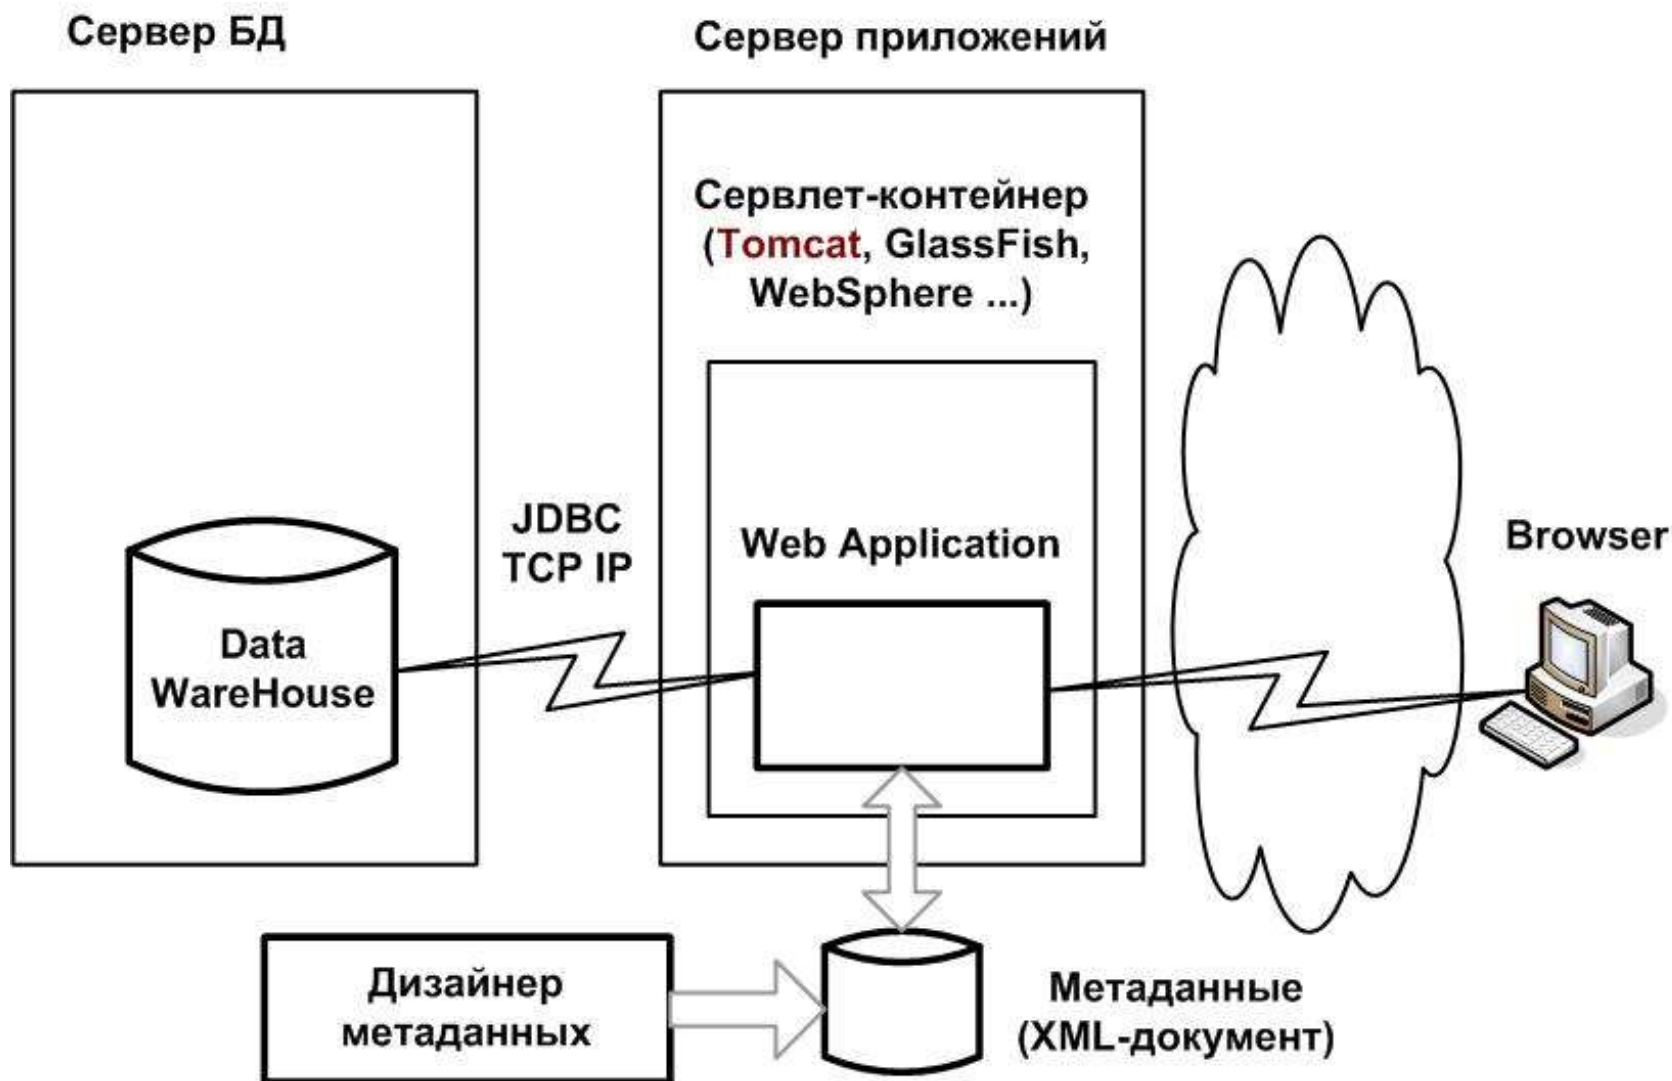 Сервер БД
Сервер приложений
Сервлет-контейнер
(Tomcat, GlassFish,
WebSphere ...)
JDBC
TCP IP
Web Application
Browser
Data
WareHouse
Дизайнер
метаданных
Метаданные
(XML-документ)